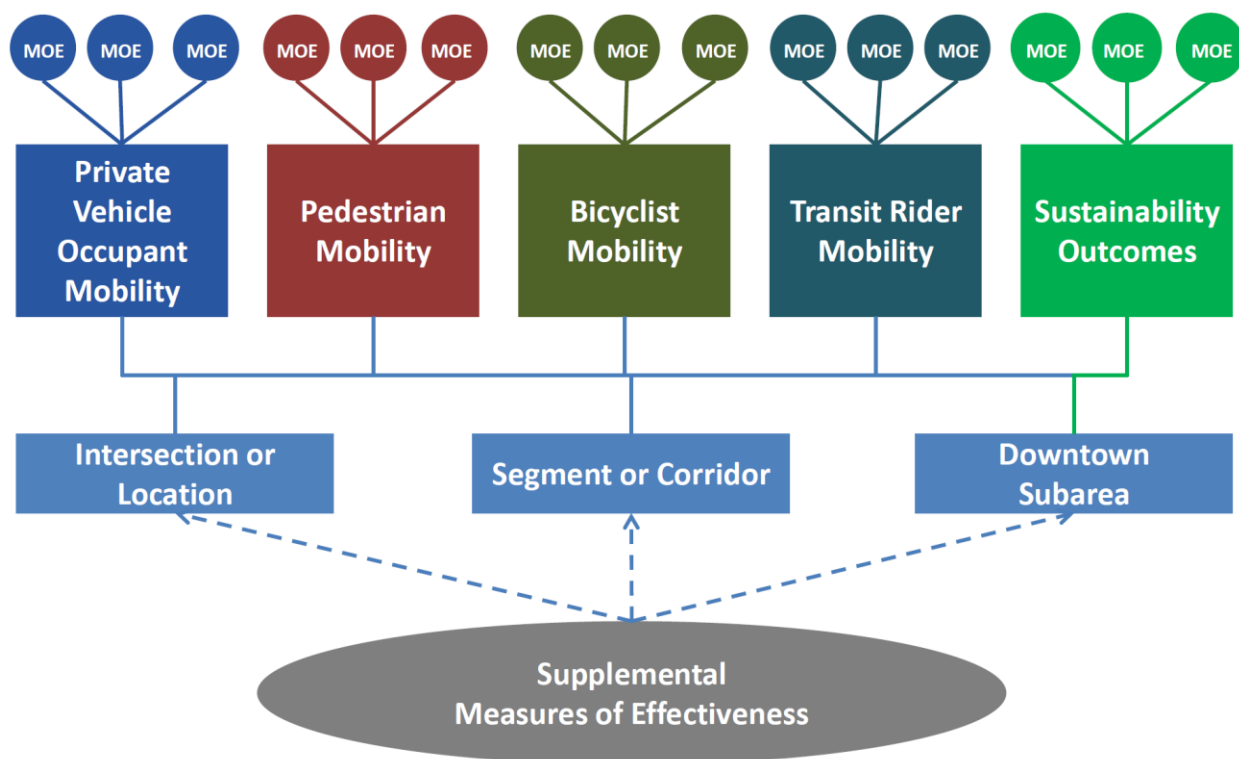 MOE MOE MOE MOE MOE MOE MOE MOE MOE MOE MOE MOE MOE MOE MOE
Private
Vehicle
Occupant
Mobility
Pedestrian
Mobility
Bicyclist
Mobility
Transit Rider
Mobility
Sustainability
Outcomes
Intersection or
Location
Segment or Corridor
Downtown
Subarea
Supplemental
Measures of Effectiveness